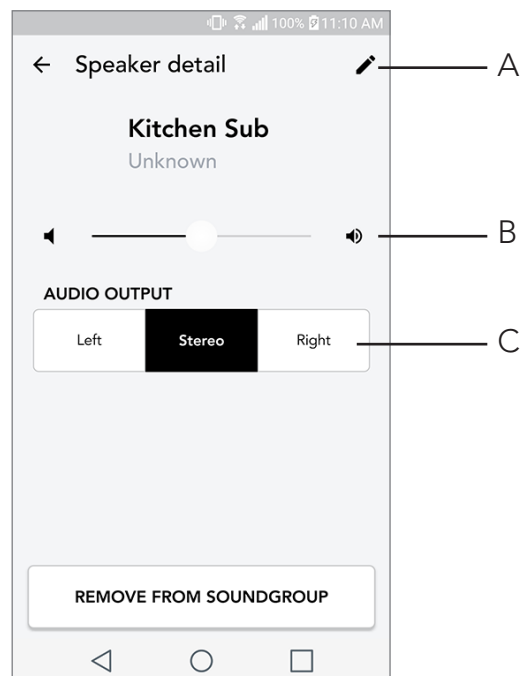 100% 11:10 AM
Speaker detail
A
Kitchen Sub
Unknown
B
AUDIO OUTPUT
Left Stereo Right
C
REMOVE FROM SOUNDGROUP